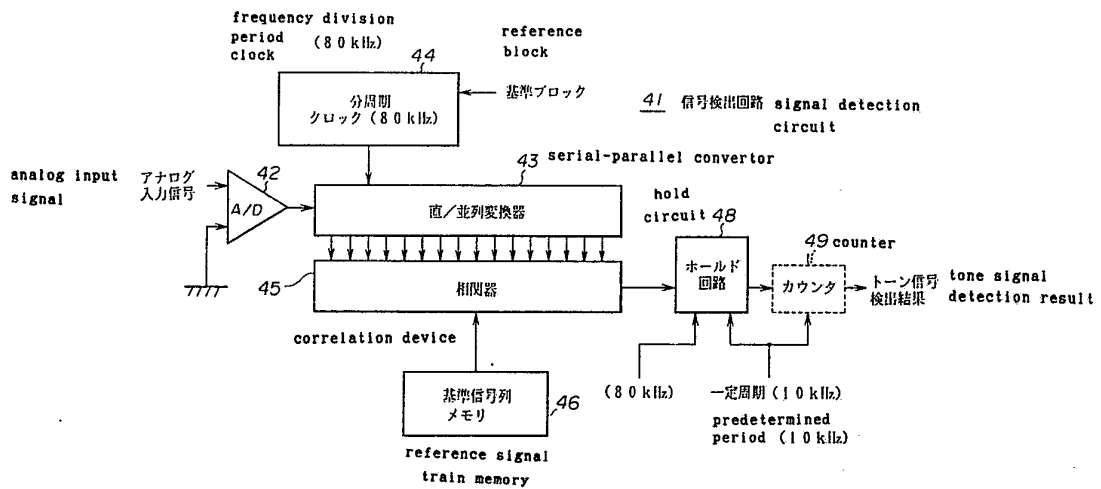 frequency division
period (80kHz)
clock
44
reference
block
分周期
クロック (80kHz)
基準ブロック
41 信号検出回路 signal detection
circuit
analog input
signal
アナログ
入力信号
42
A/D
43 serial-parallel convertor
直/並列変換器
hold
circuit
48
ホールド
回路
49 counter
カウンタ
トーン信号
検出結果
tone signal
detection result
45
相関器
correlation device
基準信号列
メモリ
46
reference signal
train memory
(80kHz)
一定周期 (10kHz)
predetermined
period (10kHz)